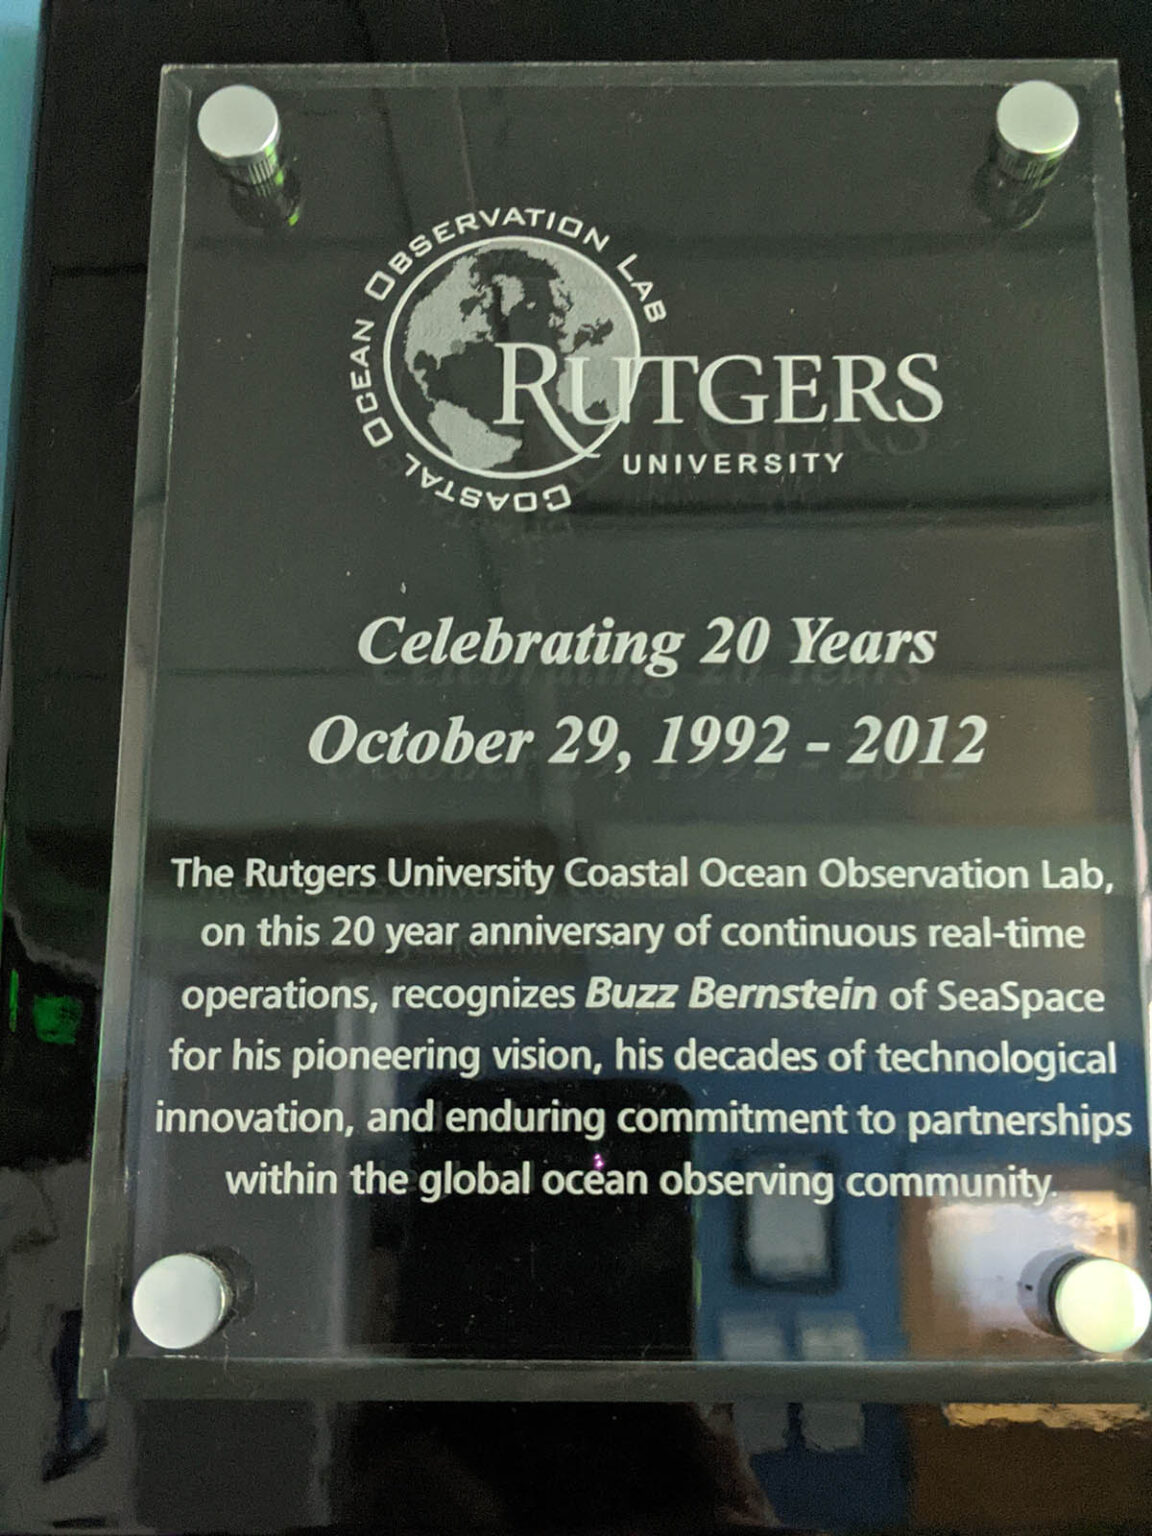 COASTAL OCEAN OBSERVATION LAB
RUTGERS
UNIVERSITY
Celebrating 20 Years
October 29, 1992 - 2012
The Rutgers University Coastal Ocean Observation Lab,
on this 20 year anniversary of continuous real-time
operations, recognizes Buzz Bernstein of SeaSpace
for his pioneering vision, his decades of technological
innovation, and enduring commitment to partnerships
within the global ocean observing community.